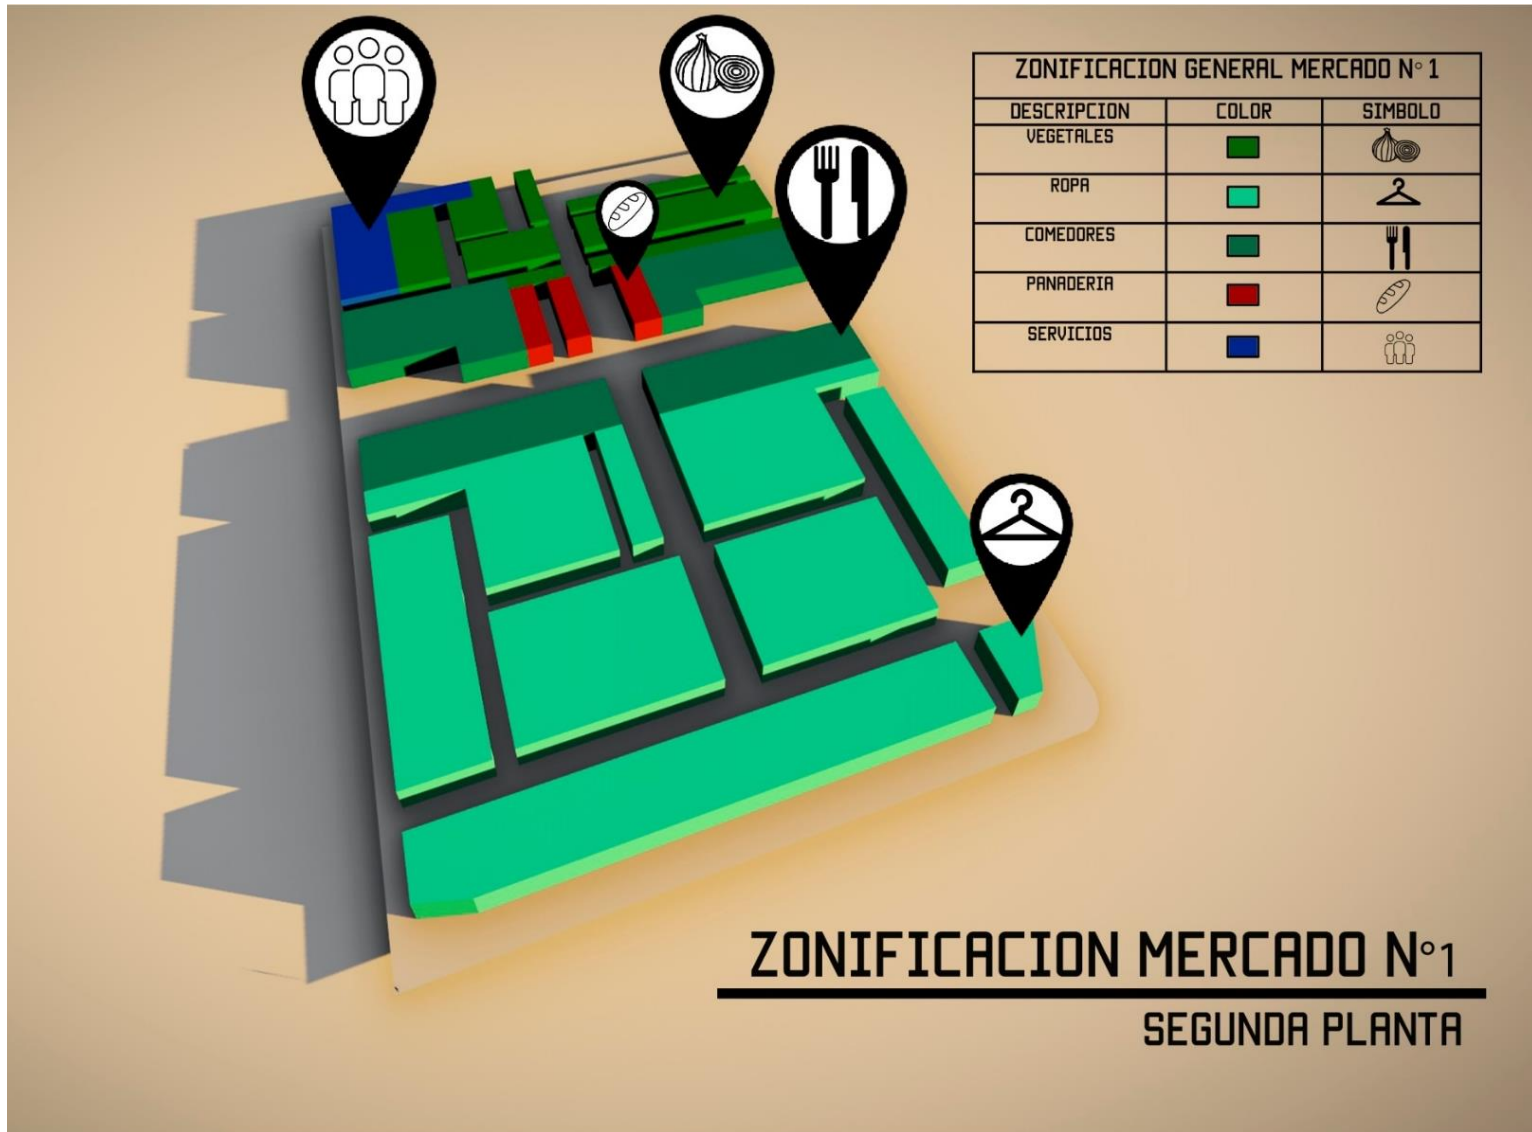 ZONIFICACION GENERAL MERCADO N° 1
DESCRIPCION COLOR SIMBOLO
VEGETALES
ROPA
COMEDORES
PANADERIA
SERVICIOS
ZONIFICACION MERCADO N°1
SEGUNDA PLANTA